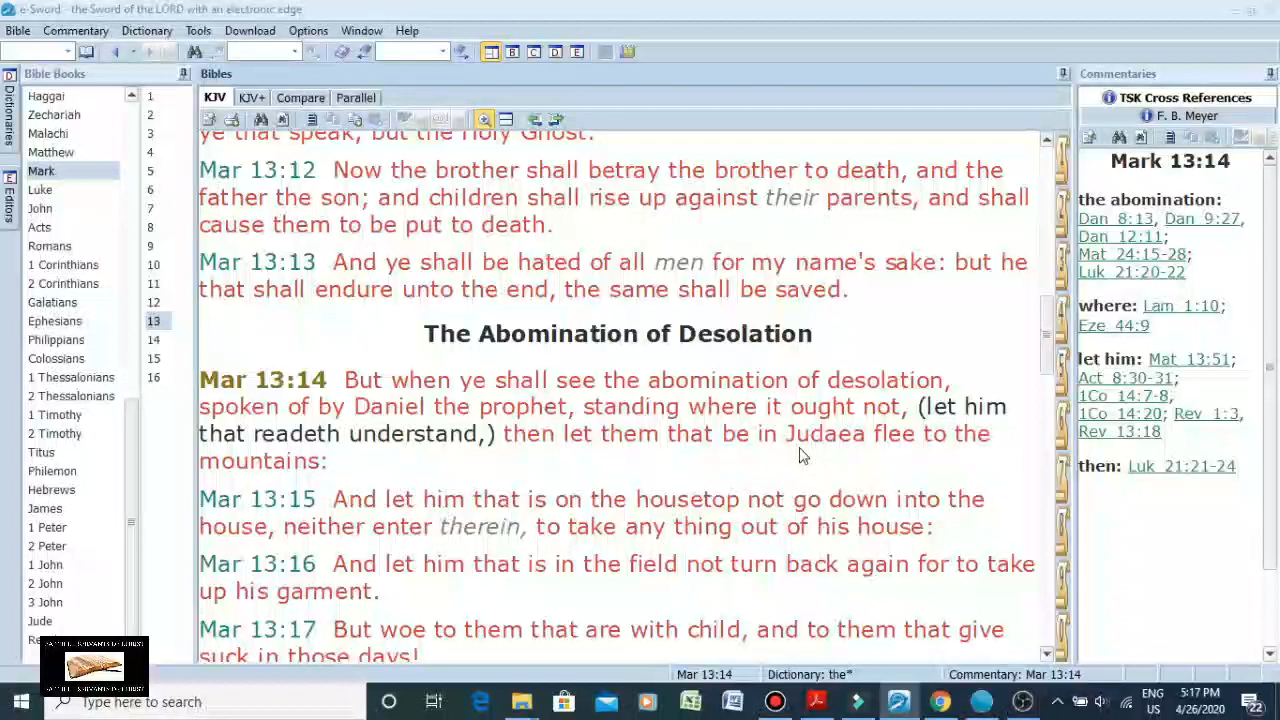 e-Sword - the Sword of the LORD with an electronic edge
Bible Commentary Dictionary Tools Download Options Window Help
B C D E
D Dictionaries
E Editors
Bible Books
Haggai
Zechariah
Malachi
Matthew
Mark
Luke
John
Acts
Romans
1 Corinthians
2 Corinthians
Galatians
Ephesians
Philippians
Colossians
1 Thessalonians
2 Thessalonians
1 Timothy
2 Timothy
Titus
Philemon
Hebrews
James
1 Peter
2 Peter
1 John
2 John
3 John
Jude
1
2
3
4
5
6
7
8
9
10
11
12
13
14
15
16
Bibles
KJV KJV+ Compare Parallel
ye that speak, but the Holy Ghost.
Mar 13:12 Now the brother shall betray the brother to death, and the
father the son; and children shall rise up against their parents, and shall
cause them to be put to death.
Mar 13:13 And ye shall be hated of all men for my name's sake: but he
that shall endure unto the end, the same shall be saved.
The Abomination of Desolation
Mar 13:14 But when ye shall see the abomination of desolation,
spoken of by Daniel the prophet, standing where it ought not, (let him
that readeth understand,) then let them that be in Judaea flee to the
mountains:
Mar 13:15 And let him that is on the housetop not go down into the
house, neither enter therein, to take any thing out of his house:
Mar 13:16 And let him that is in the field not turn back again for to take
up his garment.
Mar 13:17 But woe to them that are with child, and to them that give
suck in those days!
Commentaries
TSK Cross References
F. B. Meyer
Mark 13:14
the abomination:
Dan 8:13, Dan 9:27,
Dan 12:11;
Mat 24:15-28;
Luk 21:20-22
where: Lam 1:10;
Eze 44:9
let him: Mat 13:51;
Act 8:30-31;
1Co 14:7-8,
1Co 14:20; Rev 1:3,
Rev 13:18
then: Luk 21:21-24
Mar 13:14 Dictionary: the* Commentary: Mar 13:14
Type here to search
ENG
US
5:17 PM
4/26/2020
22